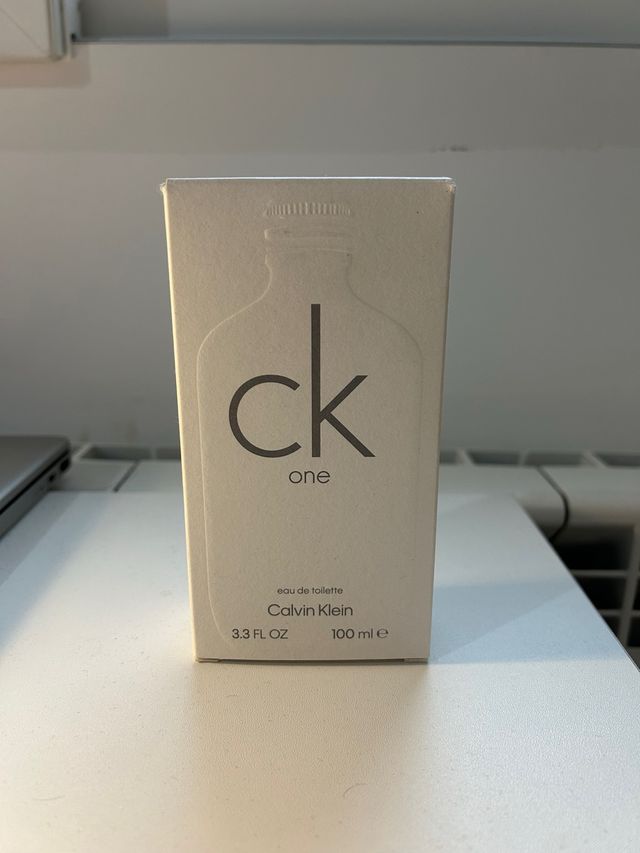 ck
one
eau de toilette
Calvin Klein
3.3 FL OZ 100 ml ℮